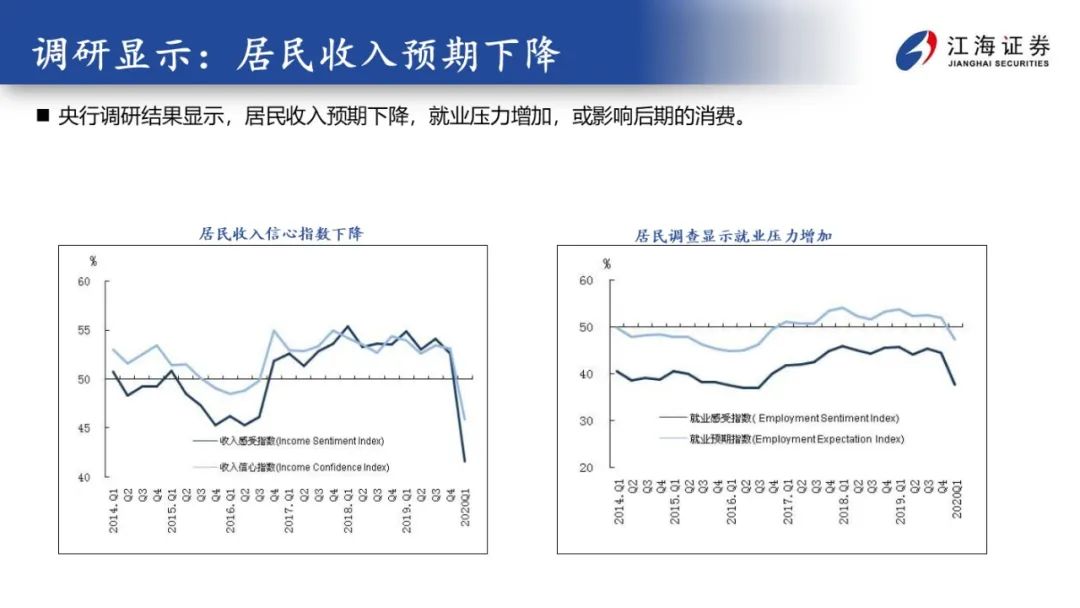 调研显示：居民收入预期下降
江海证券
JIANGHAI SECURITIES
■ 央行调研结果显示，居民收入预期下降，就业压力增加，或影响后期的消费。
居民收入信心指数下降
%
60
55
50
45
40
收入感受指数(Income Sentiment Index)
收入信心指数(Income Confidence Index)
2014.Q1 Q2 Q3 Q4 2015.Q1 Q2 Q3 Q4 2016.Q1 Q2 Q3 Q4 2017.Q1 Q2 Q3 Q4 2018.Q1 Q2 Q3 Q4 2019.Q1 Q2 Q3 Q4 2020Q1
居民调查显示就业压力增加
%
60
50
40
30
20
就业感受指数( Employment Sentiment Index)
就业预期指数(Employment Expectation Index)
2014.Q1 Q2 Q3 Q4 2015.Q1 Q2 Q3 Q4 2016.Q1 Q2 Q3 Q4 2017.Q1 Q2 Q3 Q4 2018.Q1 Q2 Q3 Q4 2019.Q1 Q2 Q3 Q4 2020Q1